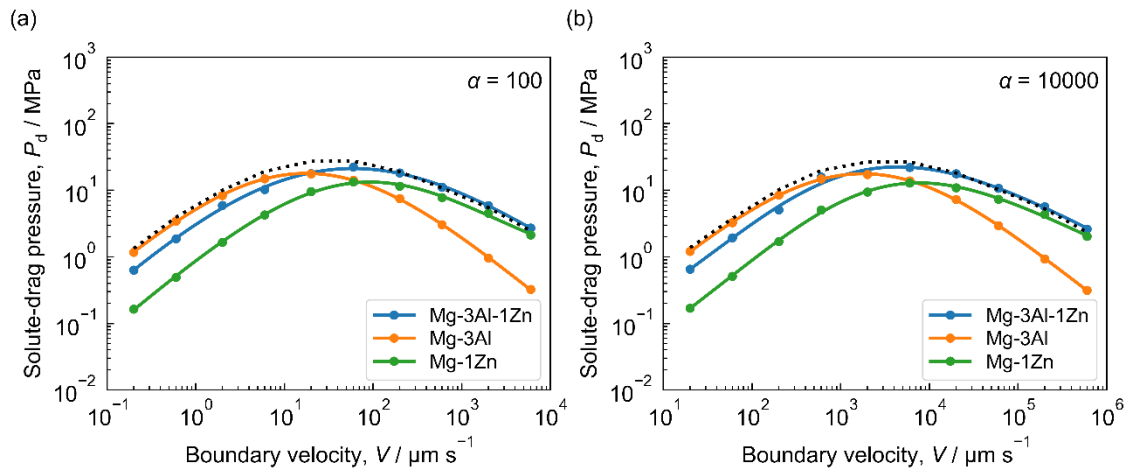 (a)
α = 100
Solute-drag pressure, P_d / MPa
10³
10²
10¹
10⁰
10⁻¹
10⁻²
Mg-3Al-1Zn
Mg-3Al
Mg-1Zn
10⁻¹ 10⁰ 10¹ 10² 10³ 10⁴
Boundary velocity, V / μm s⁻¹
(b)
α = 10000
Solute-drag pressure, P_d / MPa
10³
10²
10¹
10⁰
10⁻¹
10⁻²
Mg-3Al-1Zn
Mg-3Al
Mg-1Zn
10¹ 10² 10³ 10⁴ 10⁵ 10⁶
Boundary velocity, V / μm s⁻¹